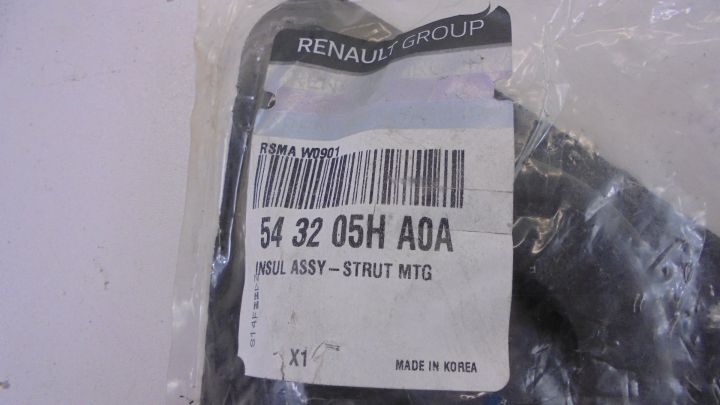 RENAULT GROUP
RSMA W0901
54 32 05H A0A
INSUL ASSY-STRUT MTG
X1
MADE IN KOREA